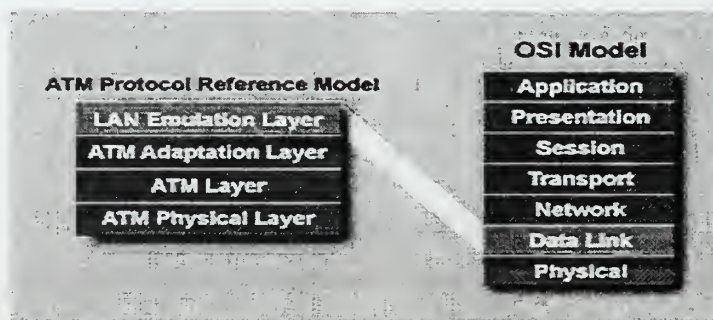 OSI Model
ATM Protocol Reference Model
LAN Emulation Layer
ATM Adaptation Layer
ATM Layer
ATM Physical Layer
Application
Presentation
Session
Transport
Network
Data Link
Physical